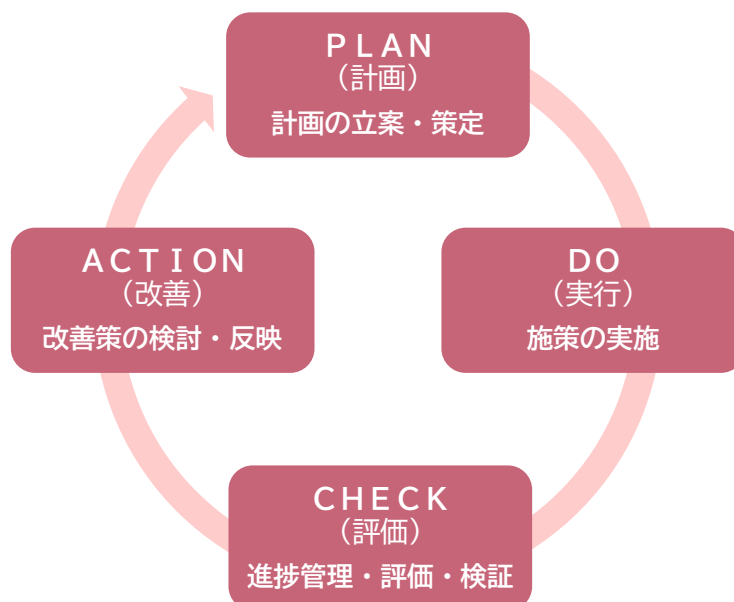 ＰＬＡＮ
（計画）
計画の立案・策定
ＤＯ
（実行）
施策の実施
ＣＨＥＣＫ
（評価）
進捗管理・評価・検証
ＡＣＴＩＯＮ
（改善）
改善策の検討・反映